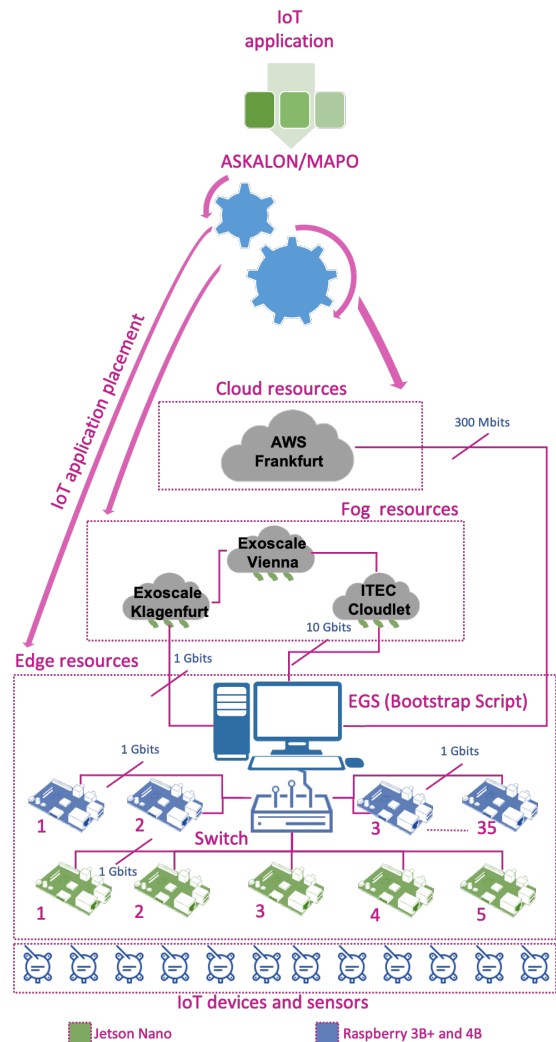 IoT
application
ASKALON/MAPO
IoT application placement
Cloud resources
AWS
Frankfurt
300 Mbits
Fog resources
Exoscale
Vienna
Exoscale
Klagenfurt
ITEC
Cloudlet
10 Gbits
1 Gbits
Edge resources
EGS (Bootstrap Script)
1 Gbits
1 Gbits
1
2
3
35
Switch
1 Gbits
1
2
3
4
5
IoT devices and sensors
Jetson Nano
Raspberry 3B+ and 4B